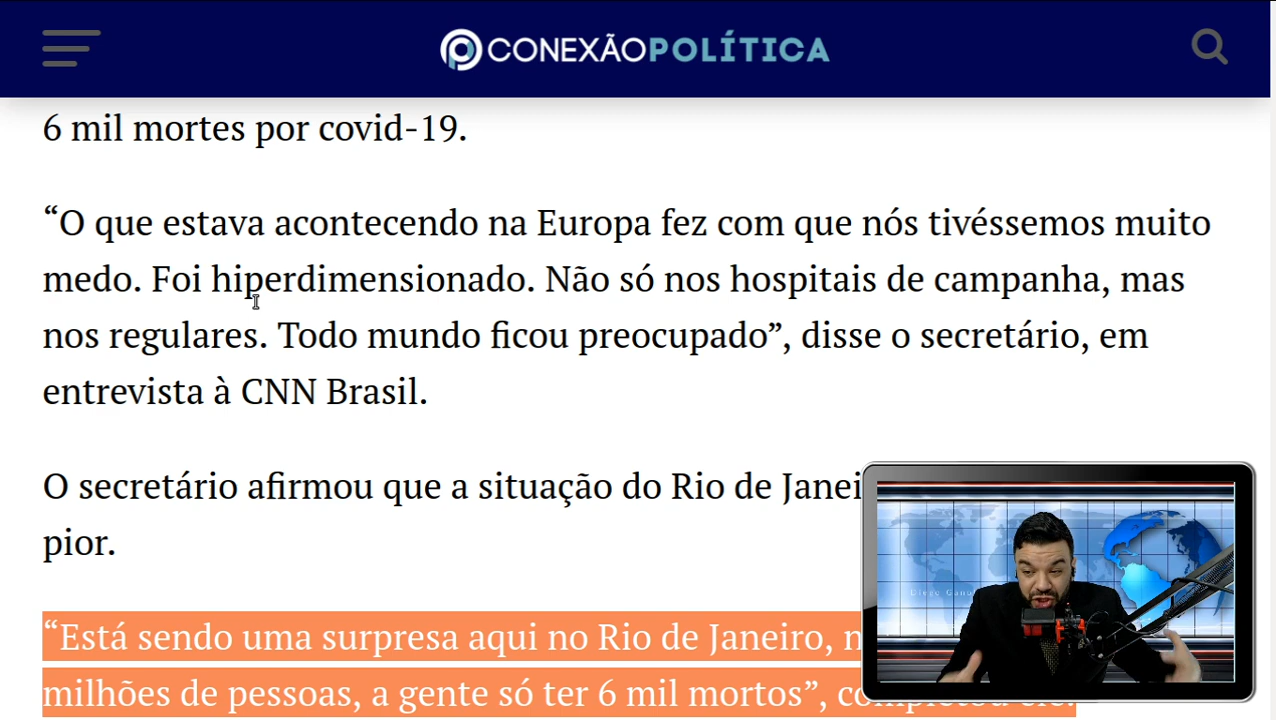 CONEXÃOPOLÍTICA
6 mil mortes por covid-19.
“O que estava acontecendo na Europa fez com que nós tivéssemos muito
medo. Foi hiperdimensionado. Não só nos hospitais de campanha, mas
nos regulares. Todo mundo ficou preocupado”, disse o secretário, em
entrevista à CNN Brasil.
O secretário afirmou que a situação do Rio de
pior.
“Está sendo uma surpresa aqui no Rio de Janeiro,
milhões de pessoas, a gente só ter 6 mil mortos”,